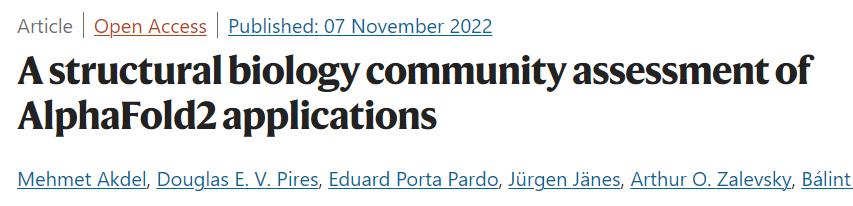 Article | Open Access | Published: 07 November 2022
A structural biology community assessment of
AlphaFold2 applications
Mehmet Akdel, Douglas E. V. Pires, Eduard Porta Pardo, Jürgen Jänes, Arthur O. Zalevsky, Bálint